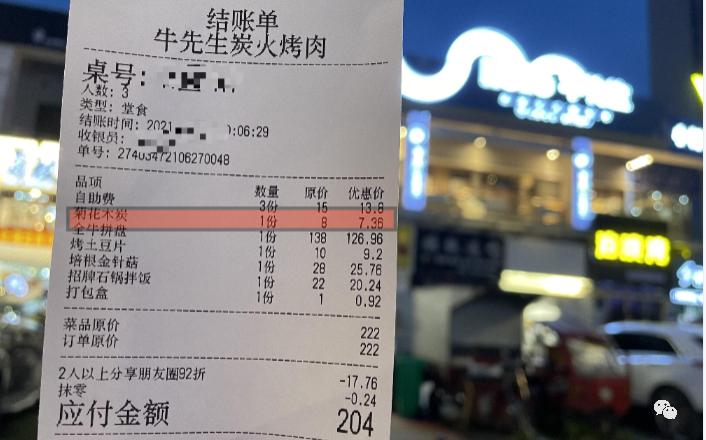 结账单
牛先生炭火烤肉
桌号:
人数: 3
类型: 堂食
结账时间: 2021 :06:29
收银员:
单号: 27403472106270048
品项 数量 原价 优惠价
自助费 3份 15 13.8
菊花木炭 1份 8 7.36
全牛拼盘 1份 138 126.96
烤土豆片 1份 10 9.2
培根金针菇 1份 28 25.76
招牌石锅拌饭 1份 22 20.24
打包盒 1份 1 0.92
菜品原价 222
订单原价 222
2人以上分享朋友圈92折 -17.76
抹零 -0.24
应付金额 204